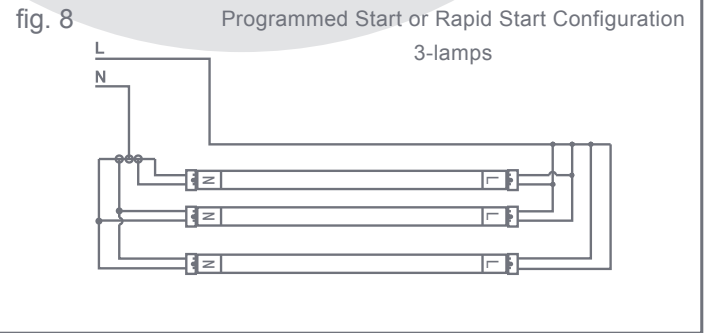 fig. 8
Programmed Start or Rapid Start Configuration
3-lamps
L
N
N L
N L
N L